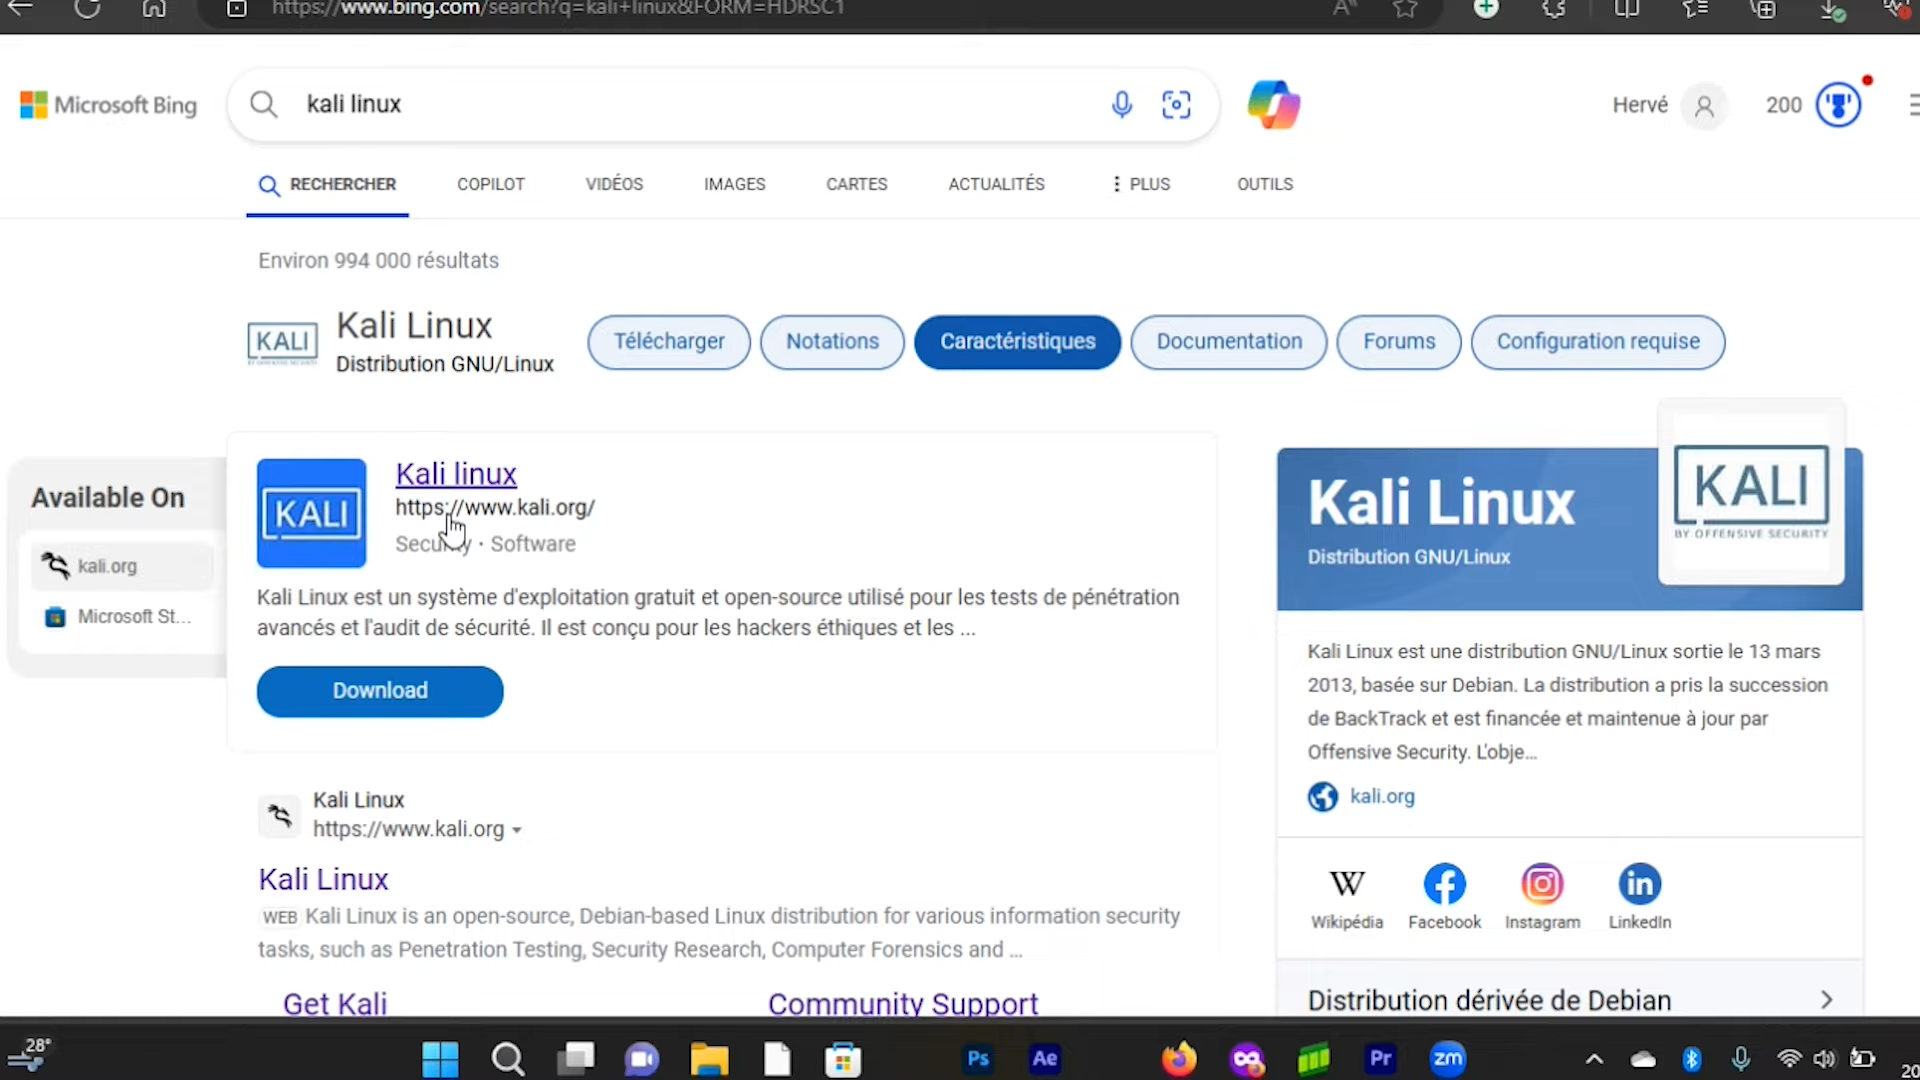 https://www.bing.com/search?q=kali+linux&FORM=HDRSC1
Microsoft Bing
kali linux
Hervé
200
RECHERCHER
COPILOT
VIDÉOS
IMAGES
CARTES
ACTUALITÉS
PLUS
OUTILS
Environ 994 000 résultats
KALI
Kali Linux
Distribution GNU/Linux
Télécharger
Notations
Caractéristiques
Documentation
Forums
Configuration requise
Available On
kali.org
Microsoft St...
KALI
Kali linux
https://www.kali.org/
Security · Software
Kali Linux est un système d'exploitation gratuit et open-source utilisé pour les tests de pénétration
avancés et l'audit de sécurité. Il est conçu pour les hackers éthiques et les ...
Download
Kali Linux
https://www.kali.org
Kali Linux
WEB Kali Linux is an open-source, Debian-based Linux distribution for various information security
tasks, such as Penetration Testing, Security Research, Computer Forensics and ...
Get Kali
Community Support
Kali Linux
Distribution GNU/Linux
KALI
BY OFFENSIVE SECURITY
Kali Linux est une distribution GNU/Linux sortie le 13 mars
2013, basée sur Debian. La distribution a pris la succession
de BackTrack et est financée et maintenue à jour par
Offensive Security. L'obje...
kali.org
W
Wikipédia
Facebook
Instagram
in
LinkedIn
Distribution dérivée de Debian
28°
Ps
Ae
Pr
zm
20